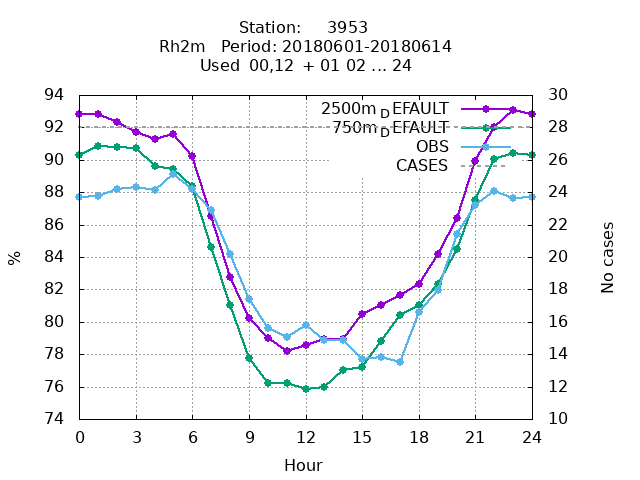 Station: 3953
Rh2m Period: 20180601-20180614
Used 00,12 + 01 02 ... 24
94 30
2500m DEFAULT
92 750m DEFAULT 28
OBS
90 CASES 26
88 24
86 22
84 20
% No cases
82 18
80 16
78 14
76 12
74 10
0 3 6 9 12 15 18 21 24
Hour